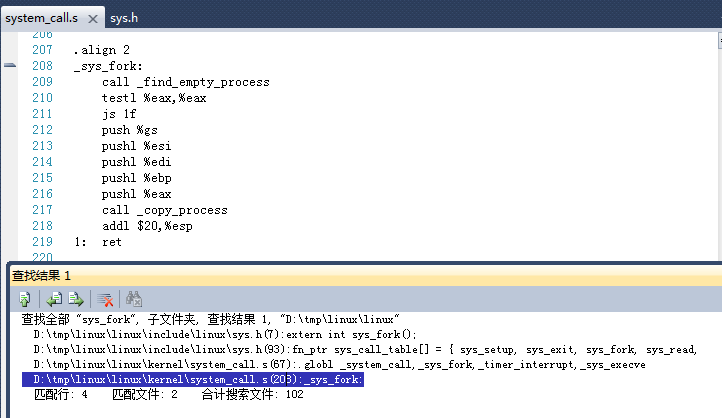 system_call.s × sys.h
206
207 .align 2
208 _sys_fork:
209 call _find_empty_process
210 testl %eax,%eax
211 js 1f
212 push %gs
213 pushl %esi
214 pushl %edi
215 pushl %ebp
216 pushl %eax
217 call _copy_process
218 addl $20,%esp
219 1: ret
220
查找结果 1
查找全部 "sys_fork", 子文件夹, 查找结果 1, "D:\tmp\linux\linux"
D:\tmp\linux\linux\include\linux\sys.h(7):extern int sys_fork();
D:\tmp\linux\linux\include\linux\sys.h(93):fn_ptr sys_call_table[] = { sys_setup, sys_exit, sys_fork, sys_read,
D:\tmp\linux\linux\kernel\system_call.s(67):.globl _system_call,_sys_fork,_timer_interrupt,_sys_execve
D:\tmp\linux\linux\kernel\system_call.s(208):_sys_fork:
匹配行: 4 匹配文件: 2 合计搜索文件: 102